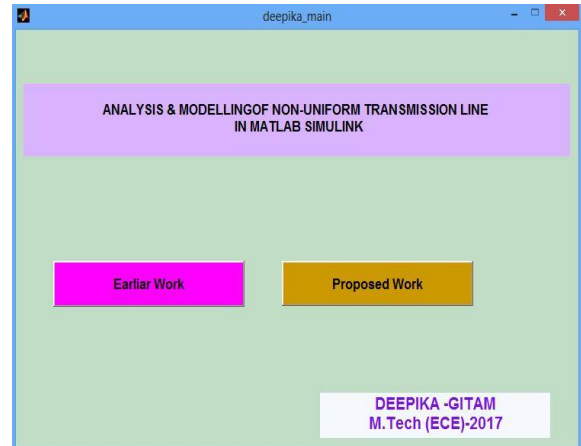 deepika_main
ANALYSIS & MODELLINGOF NON-UNIFORM TRANSMISSION LINE
IN MATLAB SIMULINK
Earliar Work
Proposed Work
DEEPIKA -GITAM
M.Tech (ECE)-2017